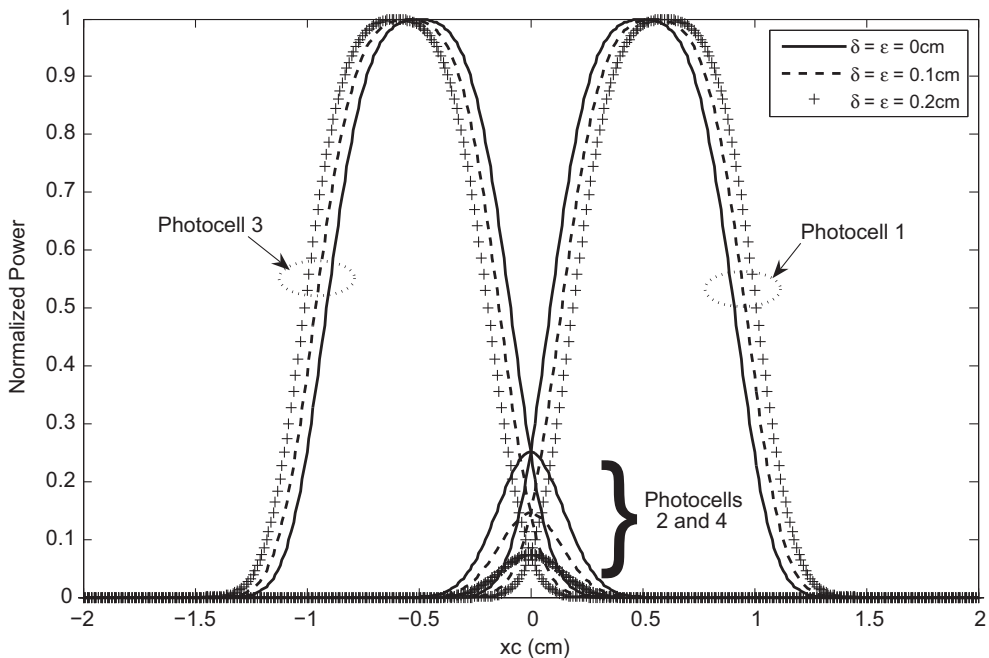 1
0.9
0.8
0.7
0.6
0.5
0.4
0.3
0.2
0.1
0
Normalized Power
δ = ε = 0cm
δ = ε = 0.1cm
δ = ε = 0.2cm
Photocell 3
Photocell 1
Photocells
2 and 4
−2
−1.5
−1
−0.5
0
0.5
1
1.5
2
xc (cm)